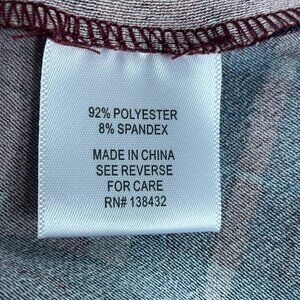 92% POLYESTER
8% SPANDEX
MADE IN CHINA
SEE REVERSE
FOR CARE
RN# 138432